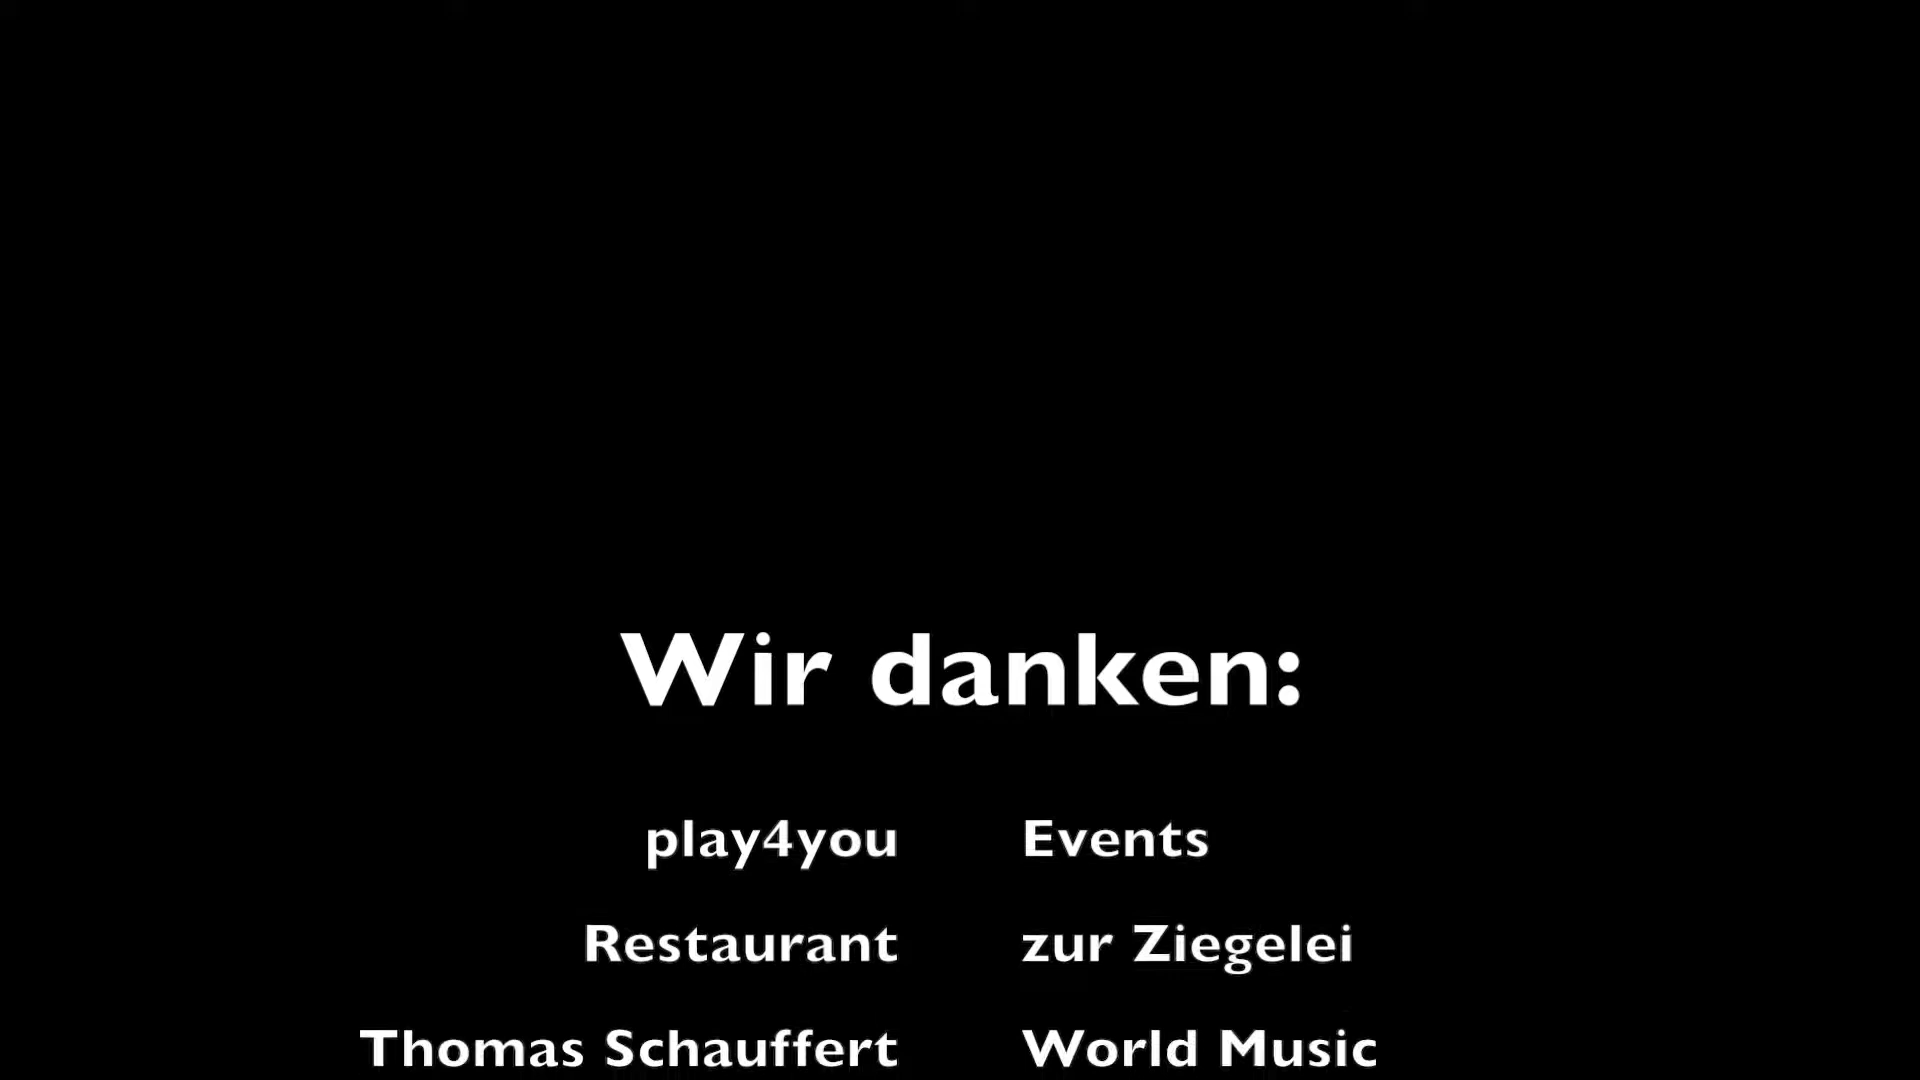 Wir danken:
play4you Events
Restaurant zur Ziegelei
Thomas Schauffert World Music